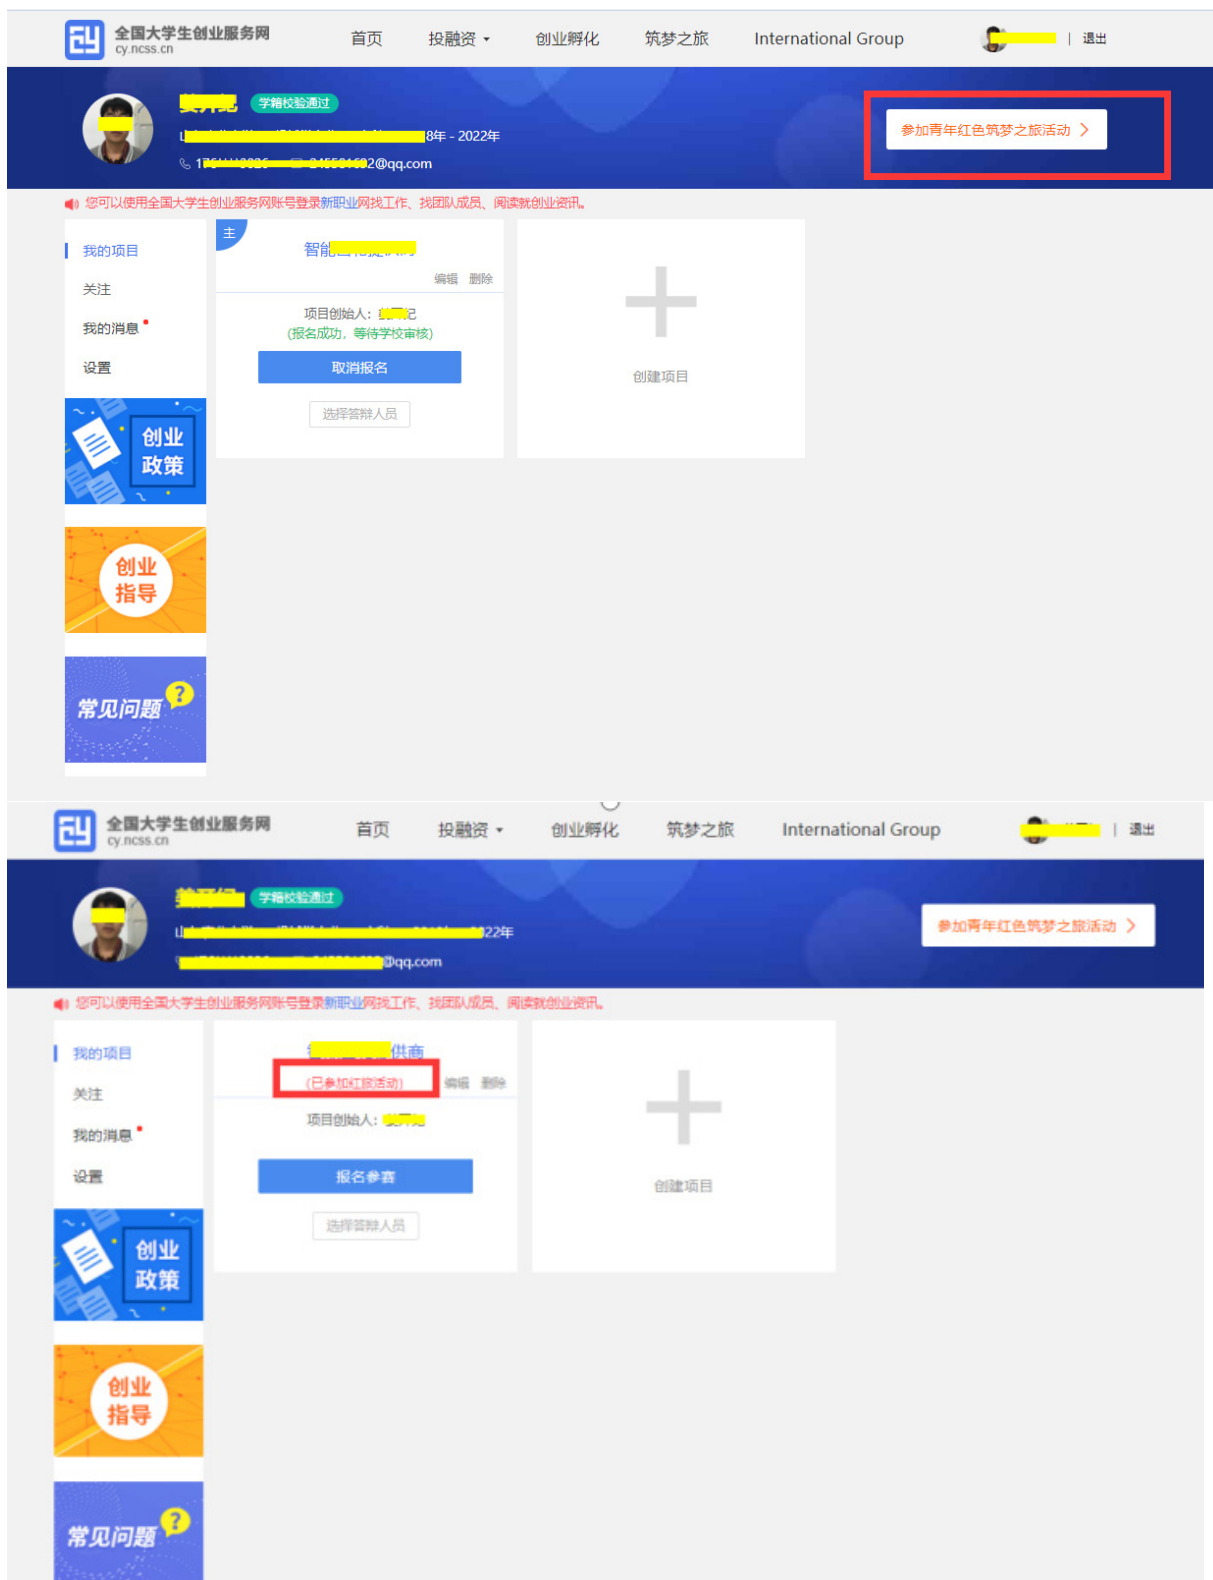 全国大学生创业服务网
cy.ncss.cn
首页 投融资 创业孵化 筑梦之旅 International Group | 退出
学籍校验通过
8年 - 2022年
2@qq.com
参加青年红色筑梦之旅活动
您可以使用全国大学生创业服务网账号登录新职业网找工作、找团队成员、阅读就创业资讯。
我的项目
关注
我的消息
设置
主
智能
编辑 删除
项目创始人：
(报名成功，等待学校审核)
取消报名
选择答辩人员
创建项目
创业
政策
创业
指导
常见问题
?
全国大学生创业服务网
cy.ncss.cn
首页 投融资 创业孵化 筑梦之旅 International Group | 退出
学籍校验通过
22年
@qq.com
参加青年红色筑梦之旅活动
您可以使用全国大学生创业服务网账号登录新职业网找工作、找团队成员、阅读就创业资讯。
我的项目
关注
我的消息
设置
供商
(已参加红旅活动)
编辑 删除
项目创始人：
报名参赛
选择答辩人员
创建项目
创业
政策
创业
指导
常见问题
?